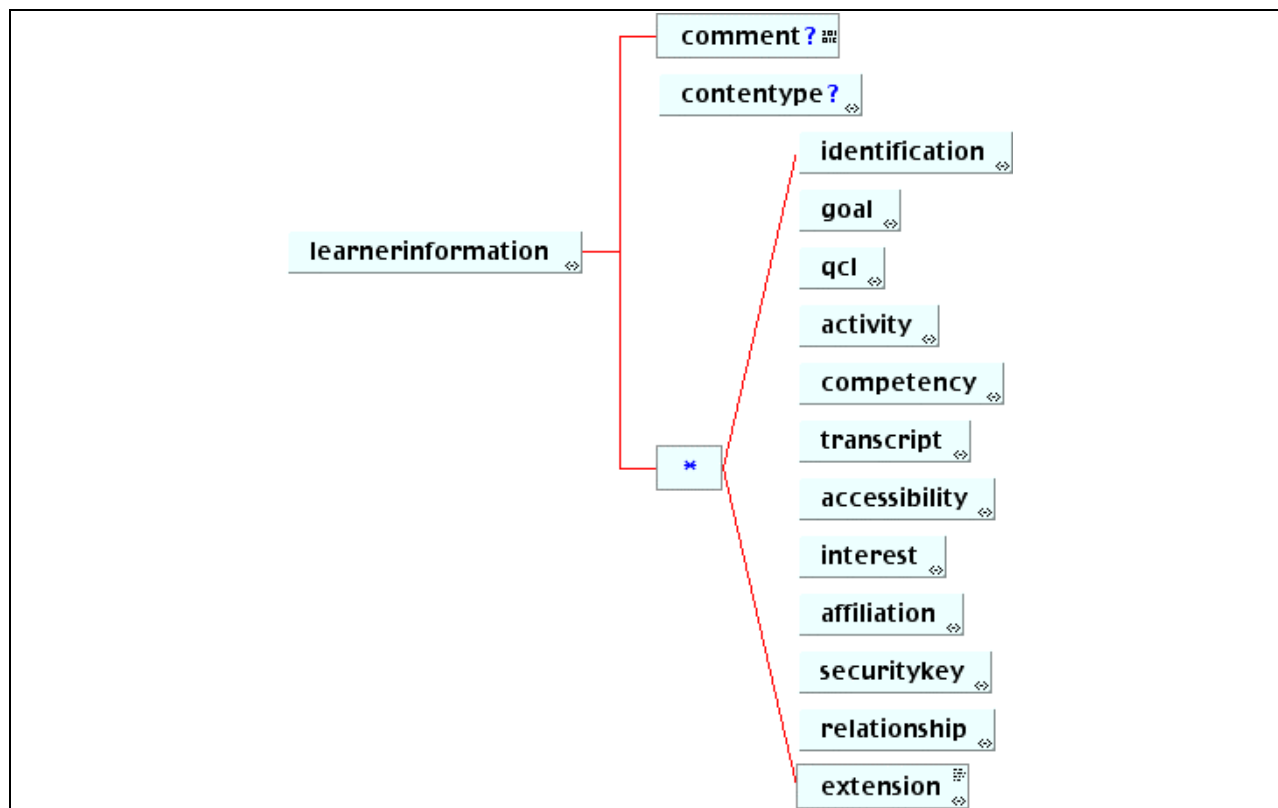 comment?
contentype?
identification
goal
qcl
learnerinformation
activity
competency
transcript
*
accessibility
interest
affiliation
securitykey
relationship
extension